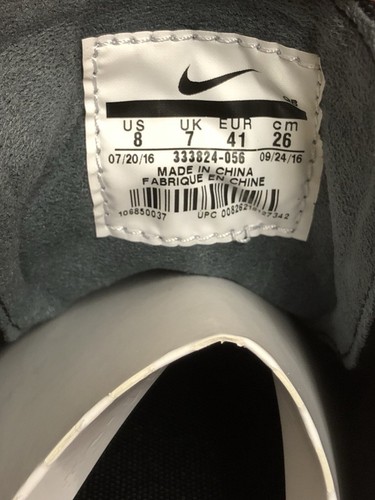 US UK EUR cm
8 7 41 26
07/20/16 333824-056 09/24/16
MADE IN CHINA
FABRIQUE EN CHINE
106850037 UPC